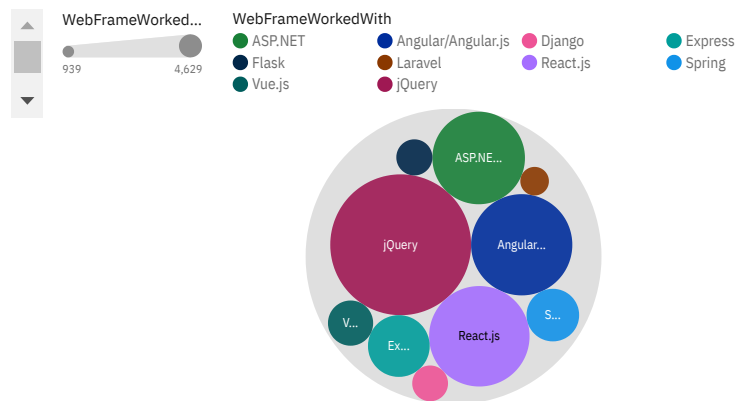 WebFrameWorked...
939 4,629
WebFrameWorkedWith
ASP.NET Angular/Angular.js Django Express
Flask Laravel React.js Spring
Vue.js jQuery
ASP.NE...
jQuery Angular...
V... S...
Ex... React.js